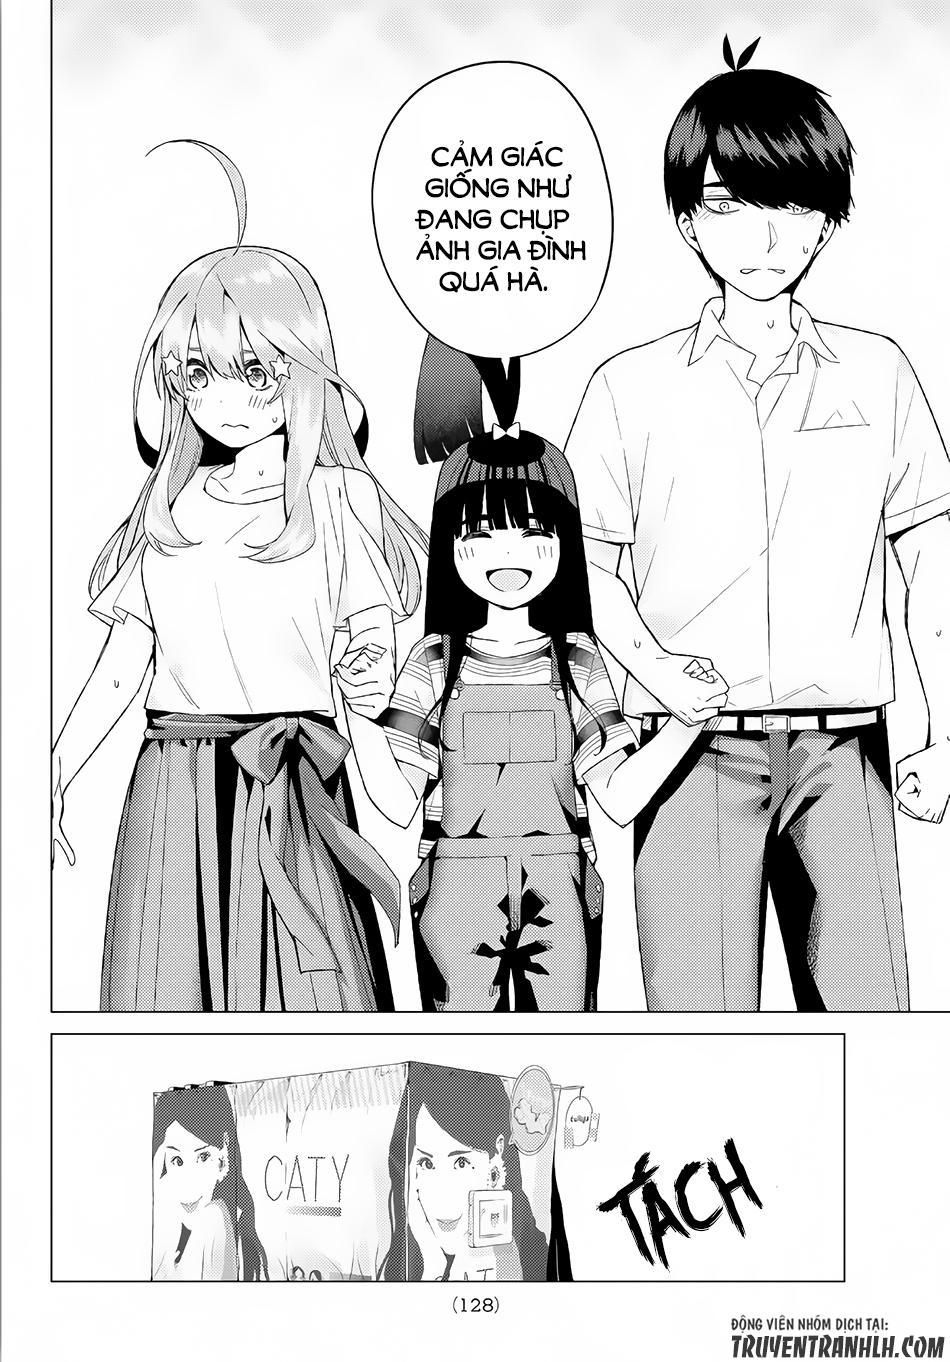 CẢM GIÁC
GIỐNG NHƯ
ĐANG CHỤP
ẢNH GIA ĐÌNH
QUÁ HÀ.
CATY
TÁCH
(128)
ĐỘNG VIÊN NHÓM DỊCH TẠI:
TRUYENTRANHLH.COM